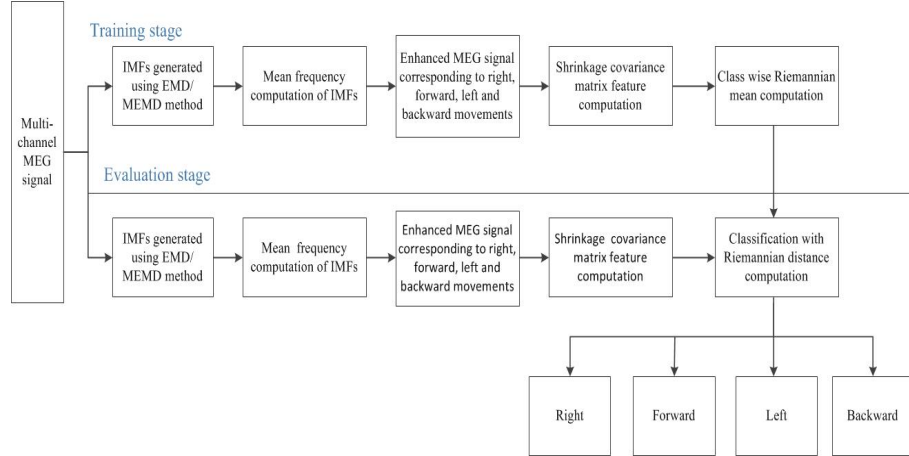 Training stage
IMFs generated
using EMD/
MEMD method
Mean frequency
computation of IMFs
Enhanced MEG signal
corresponding to right,
forward, left and
backward movements
Shrinkage covariance
matrix feature
computation
Class wise Riemannian
mean computation
Multi-
channel
MEG
signal
Evaluation stage
IMFs generated
using EMD/
MEMD method
Mean frequency
computation of IMFs
Enhanced MEG signal
corresponding to right,
forward, left and
backward movements
Shrinkage covariance
matrix feature
computation
Classification with
Riemannian distance
computation
Right
Forward
Left
Backward